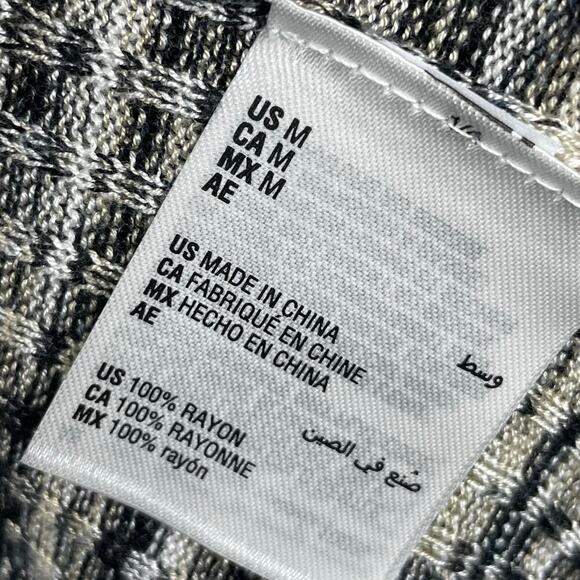 US M
CA M
MX M
AE
وسط
US MADE IN CHINA
CA FABRIQUÉ EN CHINE
MX HECHO EN CHINA
AE
صُنع في الصين
US 100% RAYON
CA 100% RAYONNE
MX 100% rayón